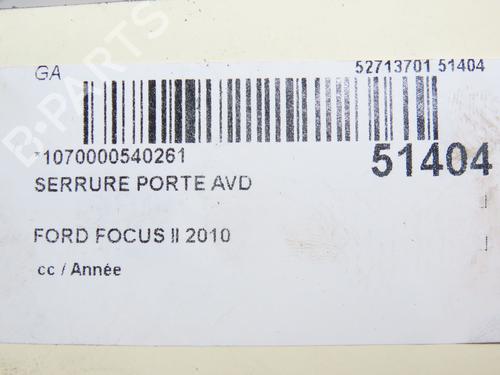 GA 52713701 51404
*1070000540261 51404
SERRURE PORTE AVD
FORD FOCUS II 2010
cc / Année
B-PARTS